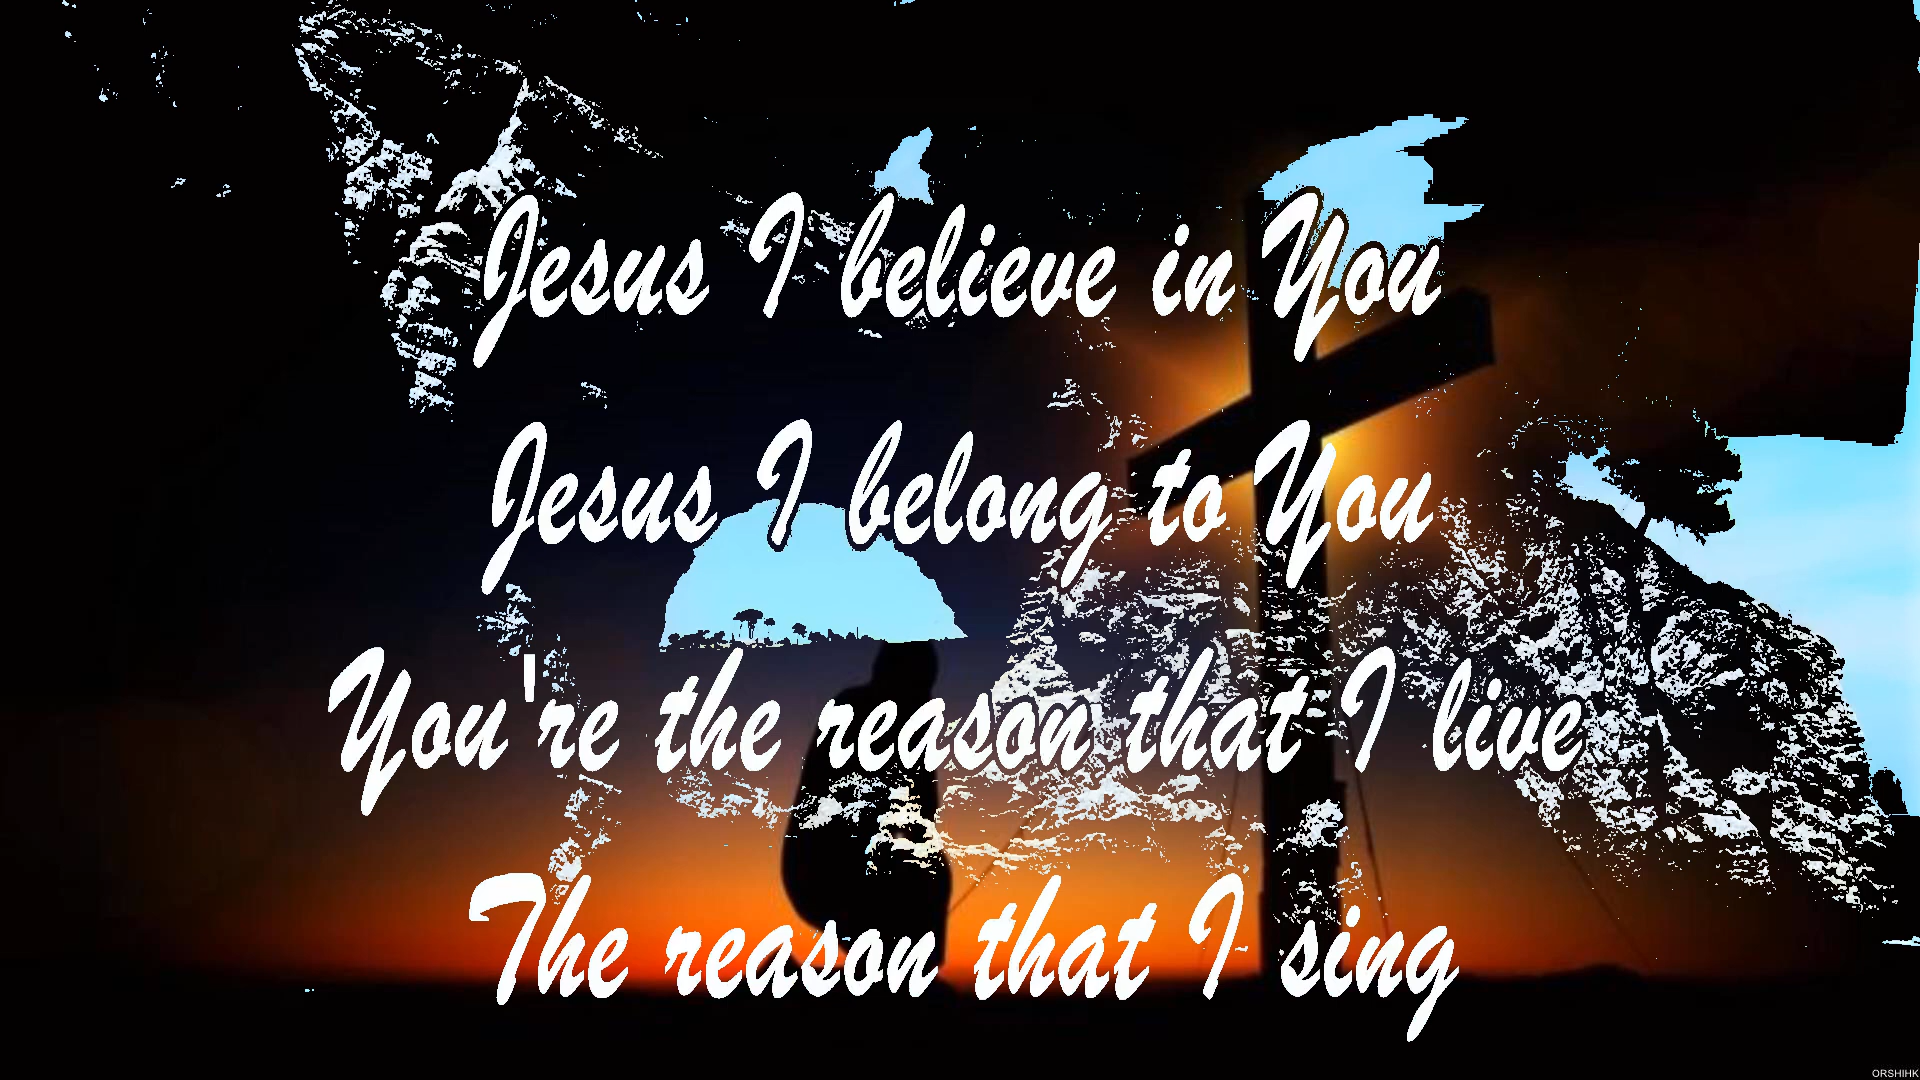 Jesus I believe in You
Jesus I belong to You
You're the reason that I live
The reason that I sing
ORSHIHK